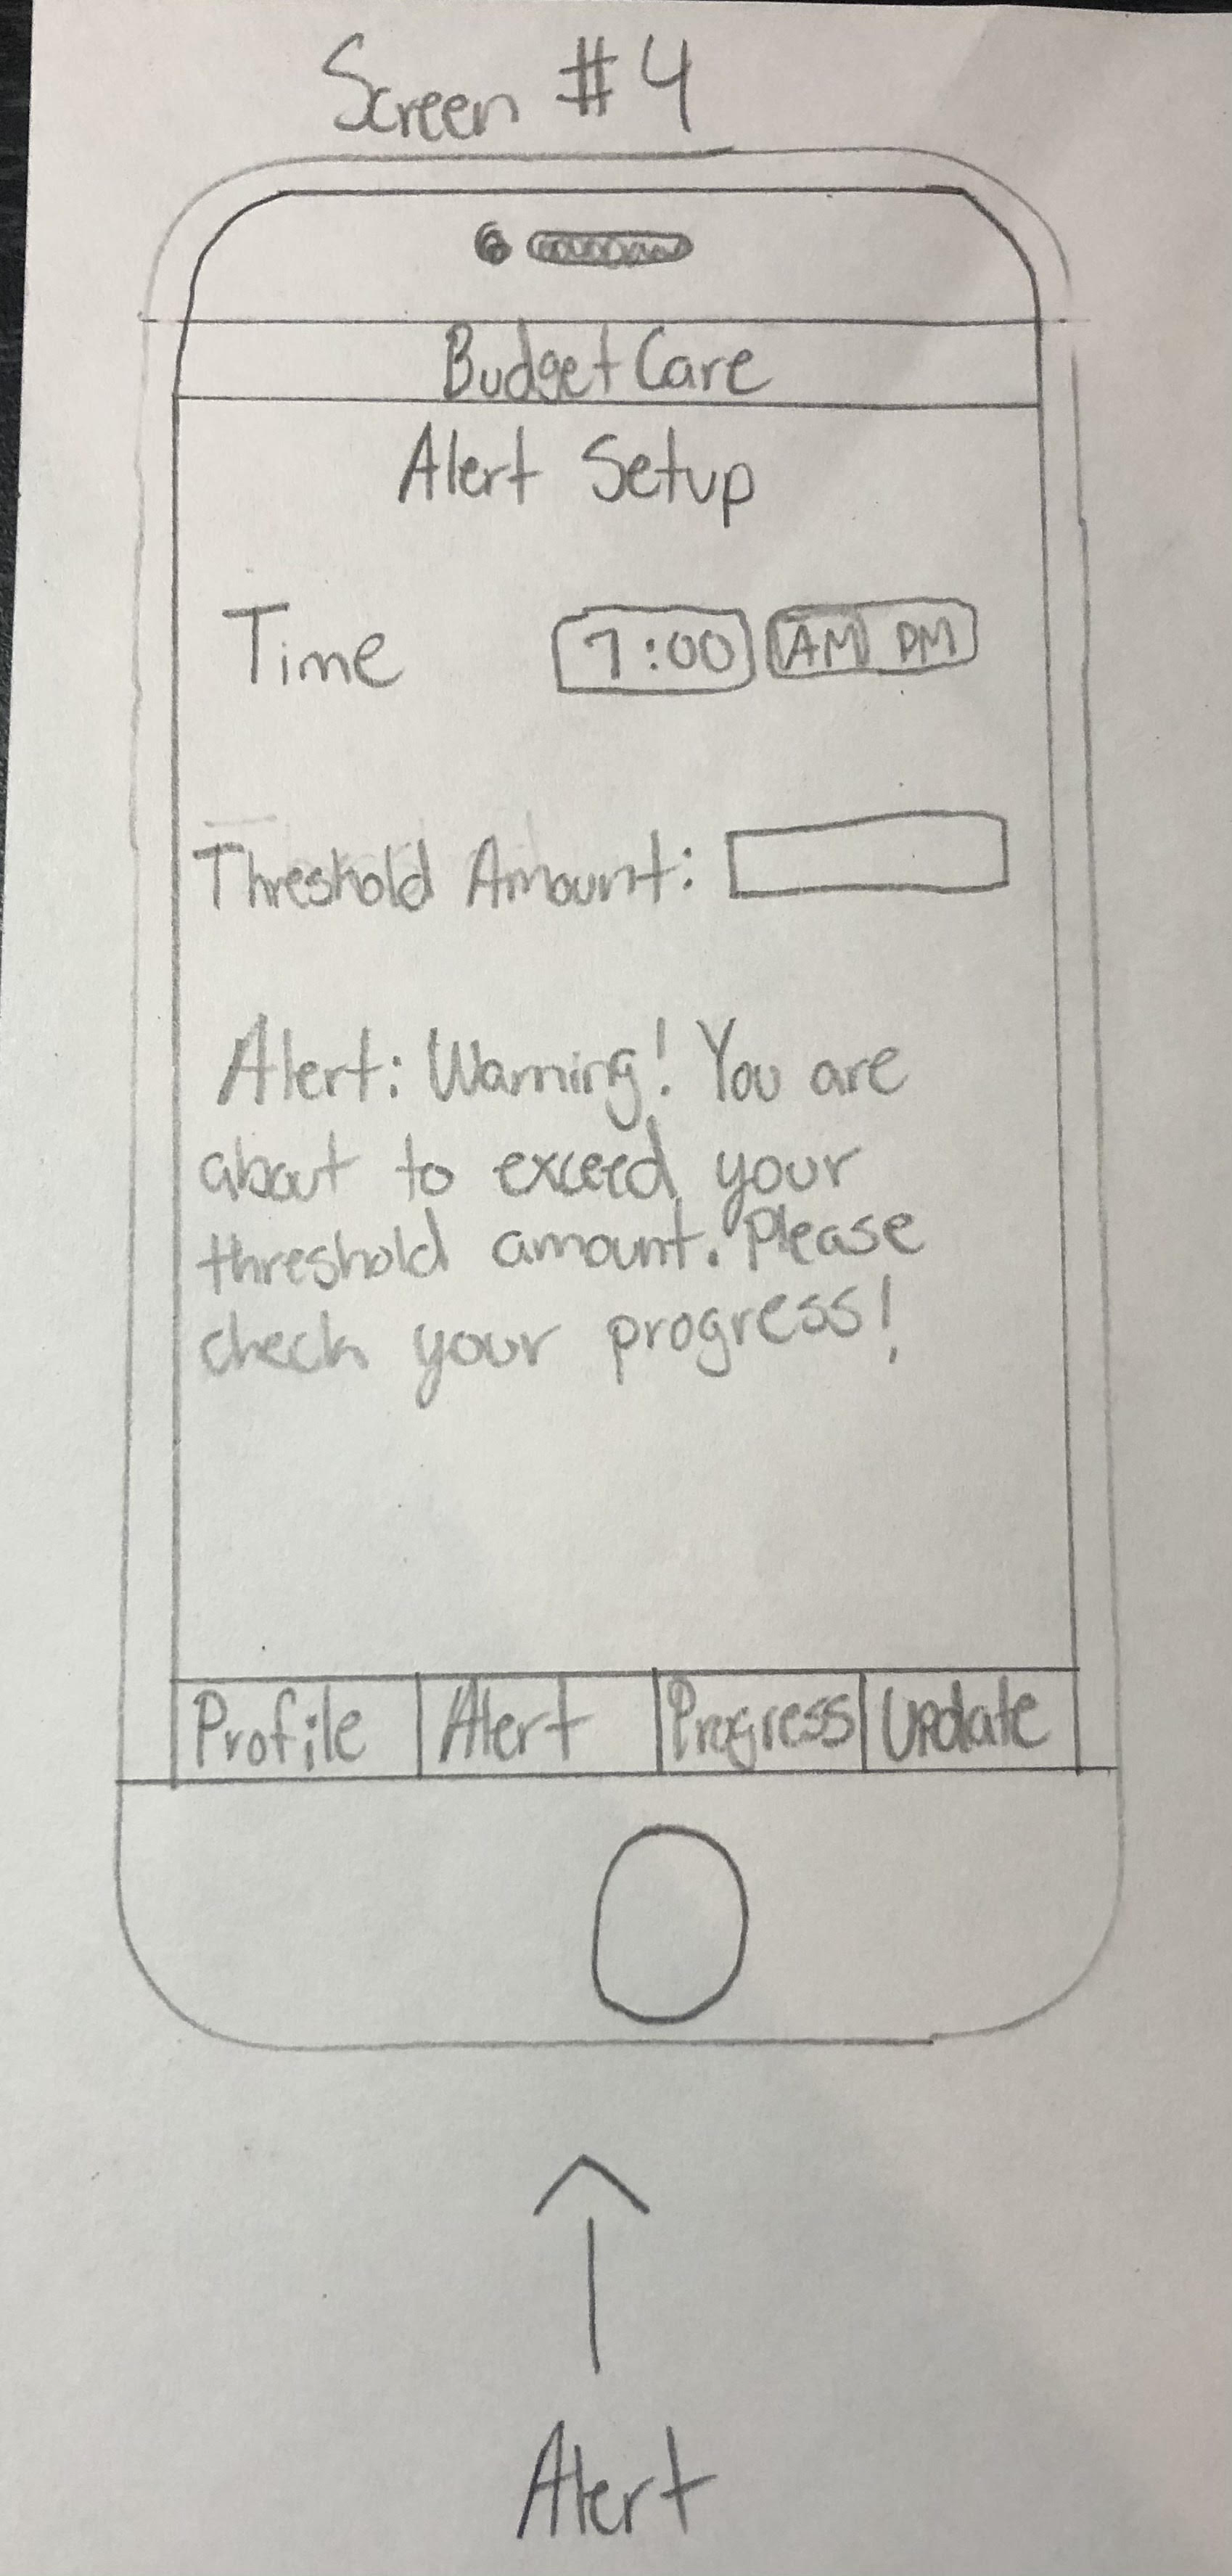 Screen #4
Budget Care
Alert Setup
Time 7:00 AM PM
Threshold Amount:
Alert: Warning! You are
about to exceed your
threshold amount. Please
check your progress!
Profile Alert Progress Update
Alert